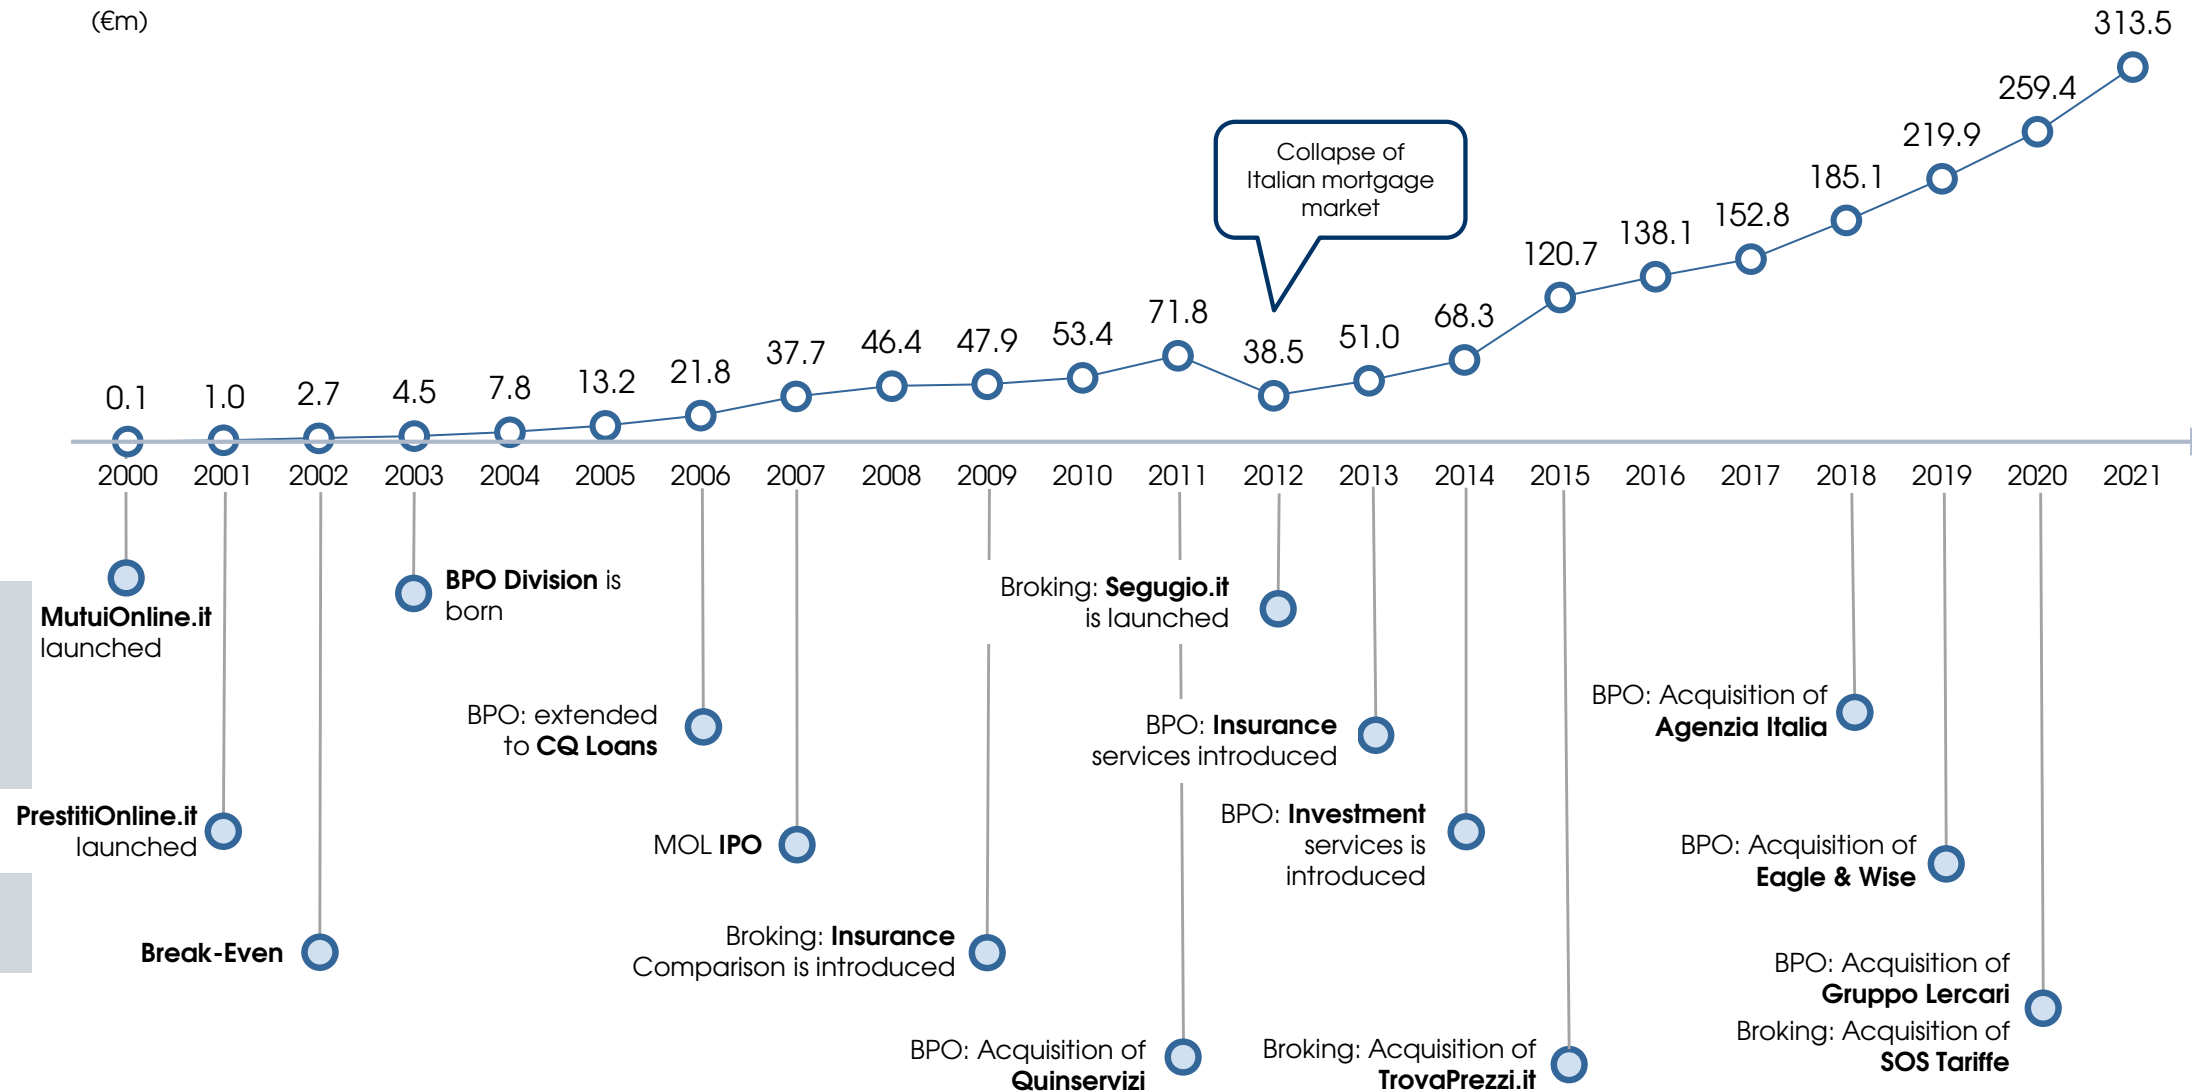 (€m)
313.5
259.4
219.9
185.1
152.8
138.1
120.7
68.3
51.0
38.5
71.8
53.4
47.9
46.4
37.7
21.8
13.2
7.8
4.5
2.7
1.0
0.1
Collapse of
Italian mortgage
market
2000 2001 2002 2003 2004 2005 2006 2007 2008 2009 2010 2011 2012 2013 2014 2015 2016 2017 2018 2019 2020 2021
MutuiOnline.it
launched
PrestitiOnline.it
launched
Break-Even
BPO Division is
born
BPO: extended
to CQ Loans
MOL IPO
Broking: Insurance
Comparison is introduced
BPO: Acquisition of
Quinservizi
Broking: Segugio.it
is launched
BPO: Insurance
services introduced
BPO: Investment
services is
introduced
Broking: Acquisition of
TrovaPrezzi.it
BPO: Acquisition of
Agenzia Italia
BPO: Acquisition of
Eagle & Wise
BPO: Acquisition of
Gruppo Lercari
Broking: Acquisition of
SOS Tariffe